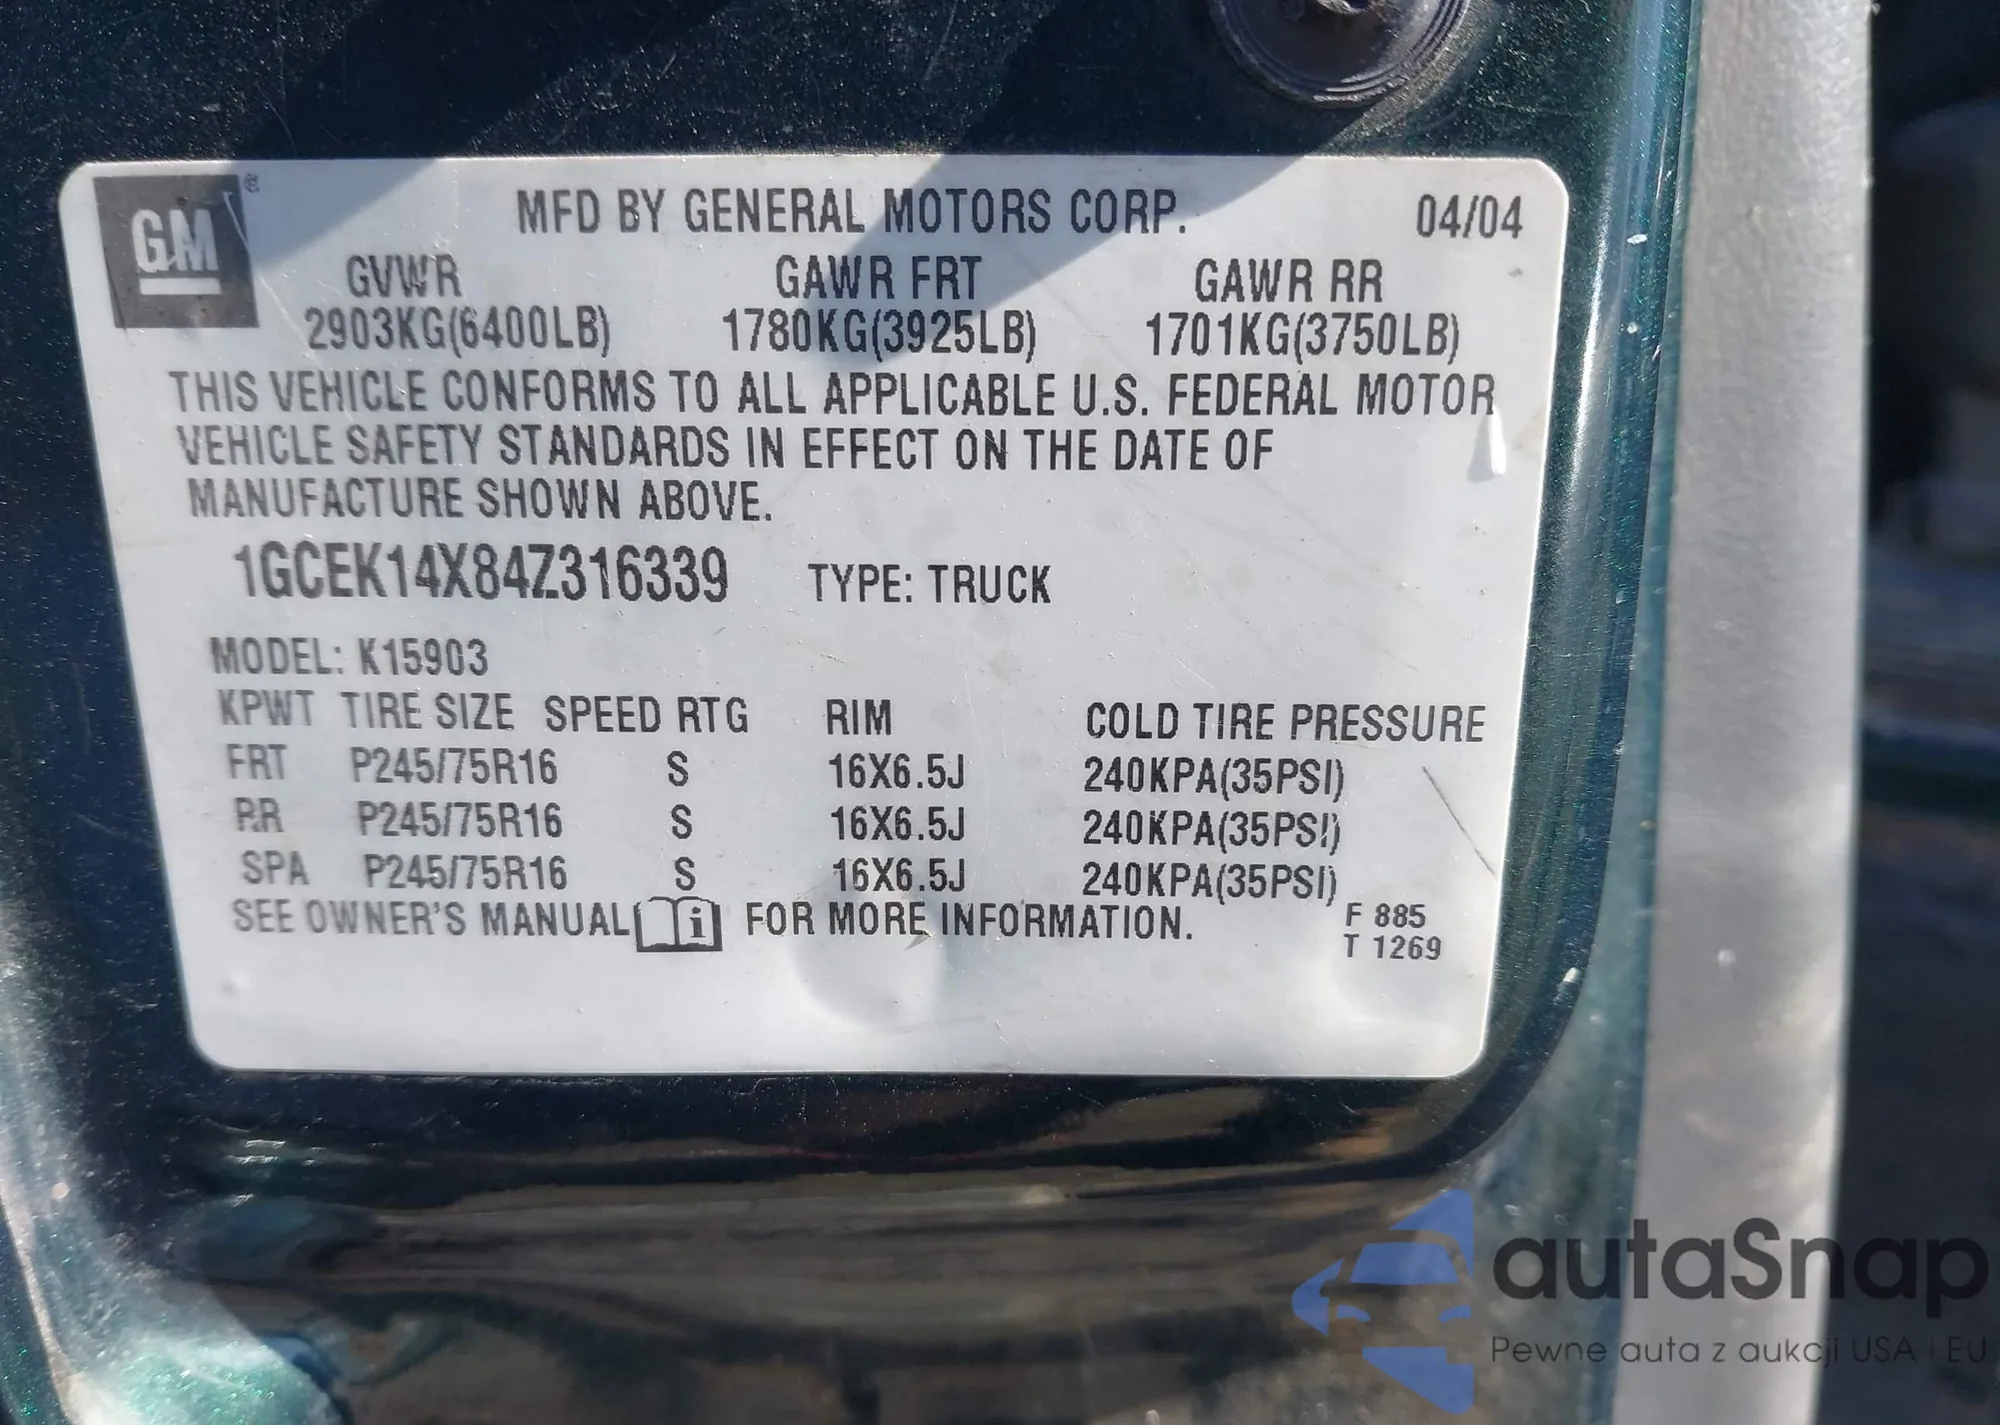 GM ®
MFD BY GENERAL MOTORS CORP. 04/04
GVWR GAWR FRT GAWR RR
2903KG(6400LB) 1780KG(3925LB) 1701KG(3750LB)
THIS VEHICLE CONFORMS TO ALL APPLICABLE U.S. FEDERAL MOTOR
VEHICLE SAFETY STANDARDS IN EFFECT ON THE DATE OF
MANUFACTURE SHOWN ABOVE.
1GCEK14X84Z316339 TYPE: TRUCK
MODEL: K15903
KPWT TIRE SIZE SPEED RTG RIM COLD TIRE PRESSURE
FRT P245/75R16 S 16X6.5J 240KPA(35PSI)
RR P245/75R16 S 16X6.5J 240KPA(35PSI)
SPA P245/75R16 S 16X6.5J 240KPA(35PSI)
SEE OWNER'S MANUAL i FOR MORE INFORMATION.
F 885
T 1269
autaSnap
Pewne auta z aukcji USA i EU